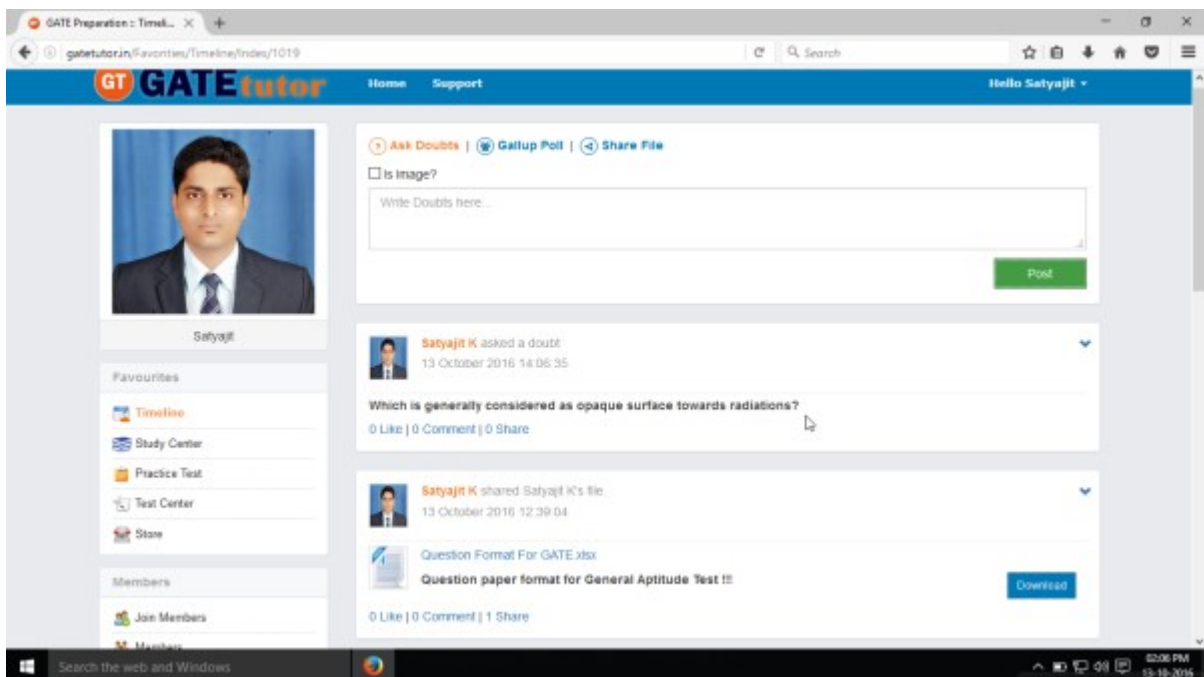 GATE Preparation :: Timeli...
gatetutor.in/Favorities/Timeline/Index/1019
Search
GT GATEtutor
Home
Support
Hello Satyajit
Ask Doubts | Gallup Poll | Share File
Is Image?
Write Doubts here...
Post
Satyajit
Favourites
Timeline
Study Center
Practice Test
Test Center
Store
Members
Join Members
Members
Satyajit K asked a doubt
13 October 2016 14:06:35
Which is generally considered as opaque surface towards radiations?
0 Like | 0 Comment | 0 Share
Satyajit K shared Satyajit K's file
13 October 2016 12:39:04
Question Format For GATE.xlsx
Question paper format for General Aptitude Test !!!
Download
0 Like | 0 Comment | 1 Share
Search the web and Windows
02:06 PM
13-10-2016